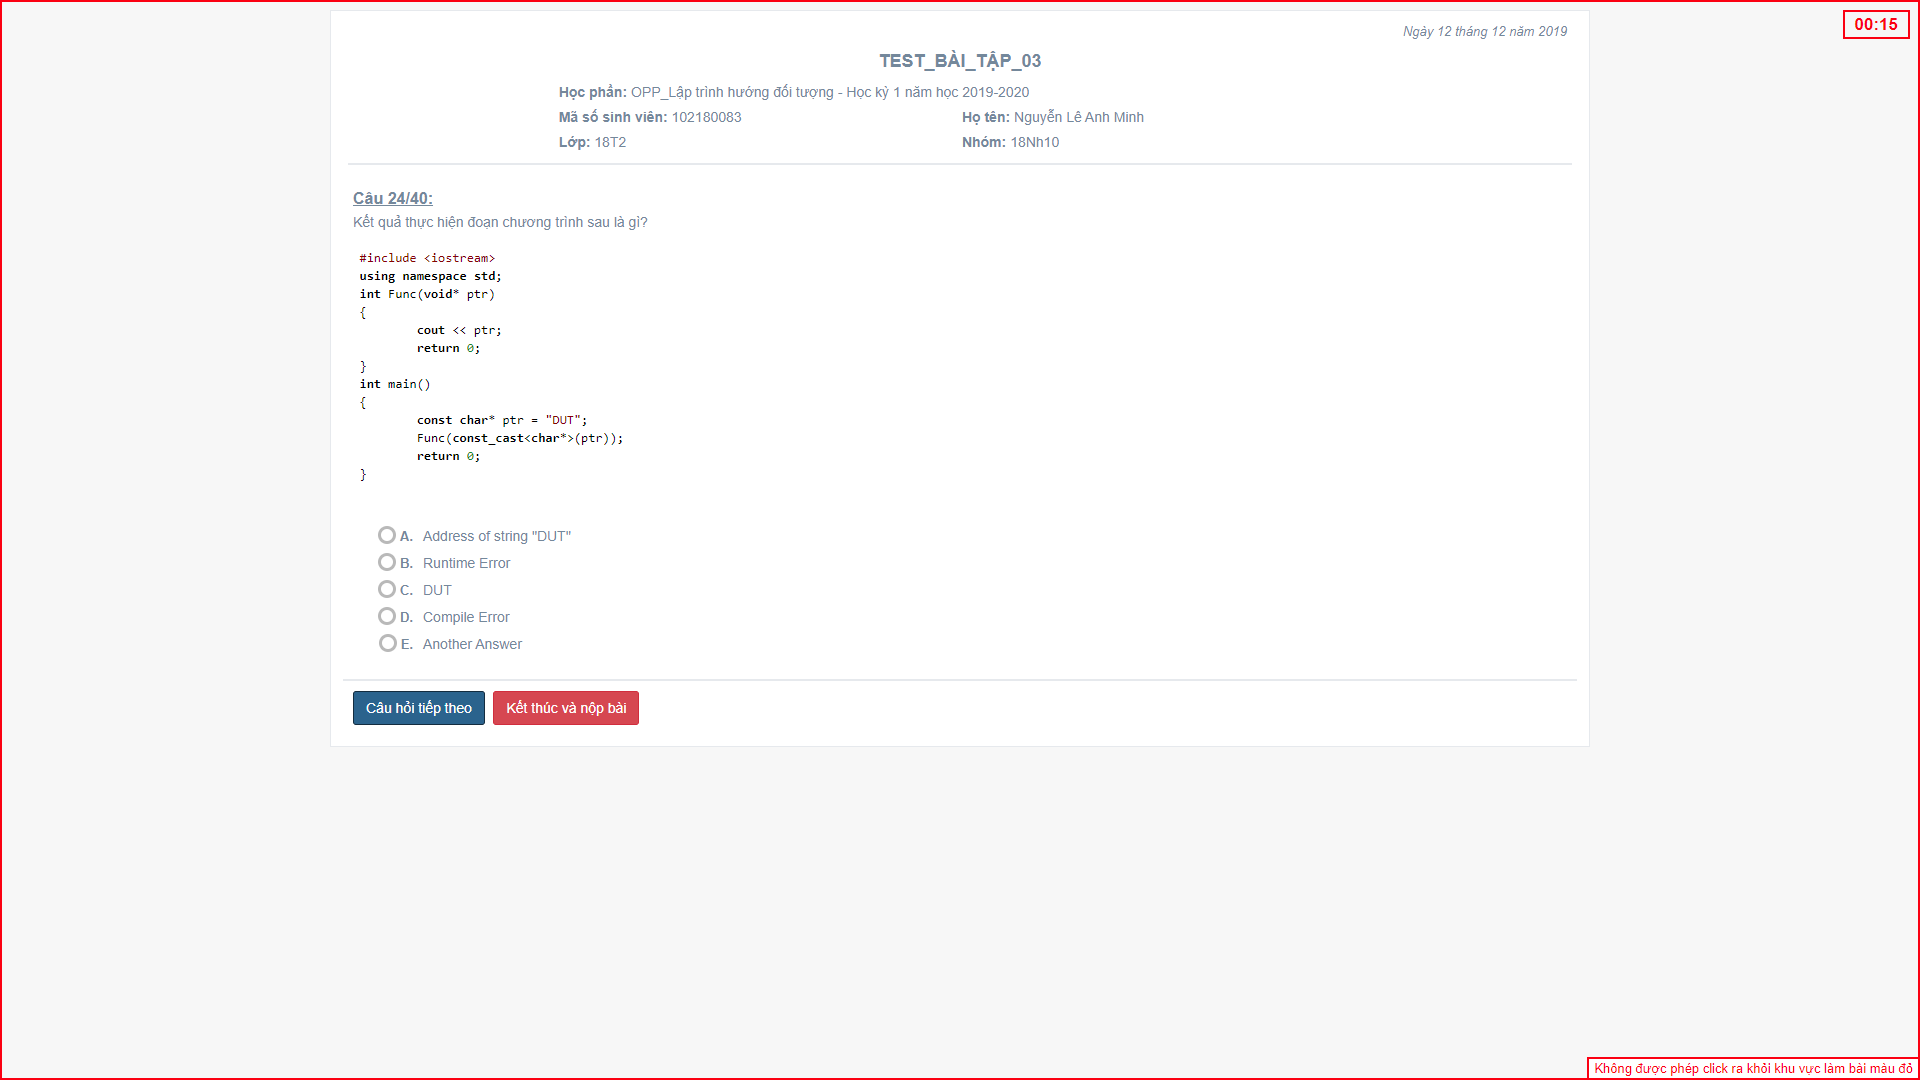 00:15
Ngày 12 tháng 12 năm 2019
TEST_BÀI_TẬP_03
Học phần: OPP_Lập trình hướng đối tượng - Học kỳ 1 năm học 2019-2020
Mã số sinh viên: 102180083 Họ tên: Nguyễn Lê Anh Minh
Lớp: 18T2 Nhóm: 18Nh10
Câu 24/40:
Kết quả thực hiện đoạn chương trình sau là gì?
#include <iostream>
using namespace std;
int Func(void* ptr)
{
cout << ptr;
return 0;
}
int main()
{
const char* ptr = "DUT";
Func(const_cast<char*>(ptr));
return 0;
}
A. Address of string "DUT"
B. Runtime Error
C. DUT
D. Compile Error
E. Another Answer
Câu hỏi tiếp theo Kết thúc và nộp bài
Không được phép click ra khỏi khu vực làm bài màu đỏ